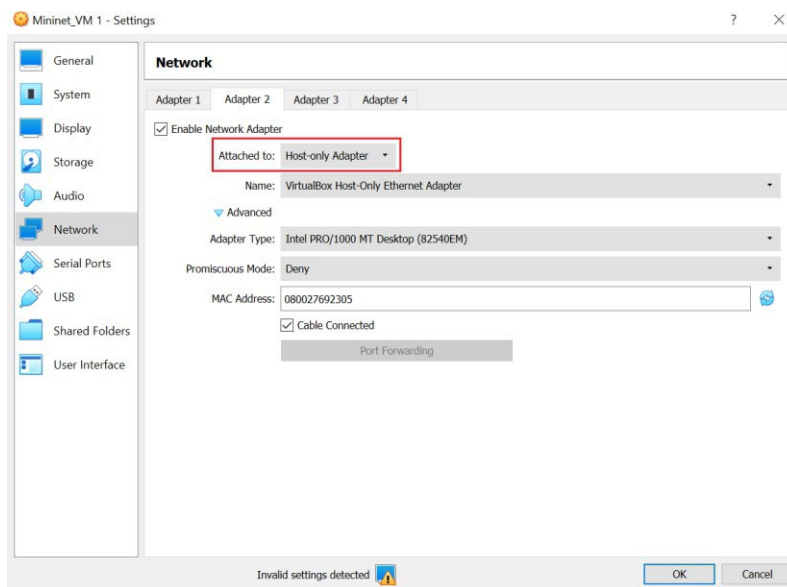 Mininet_VM 1 - Settings
?
General
System
Display
Storage
Audio
Network
Serial Ports
USB
Shared Folders
User Interface
Network
Adapter 1 Adapter 2 Adapter 3 Adapter 4
Enable Network Adapter
Attached to: Host-only Adapter
Name: VirtualBox Host-Only Ethernet Adapter
Advanced
Adapter Type: Intel PRO/1000 MT Desktop (82540EM)
Promiscuous Mode: Deny
MAC Address: 080027692305
Cable Connected
Port Forwarding
Invalid settings detected
OK Cancel